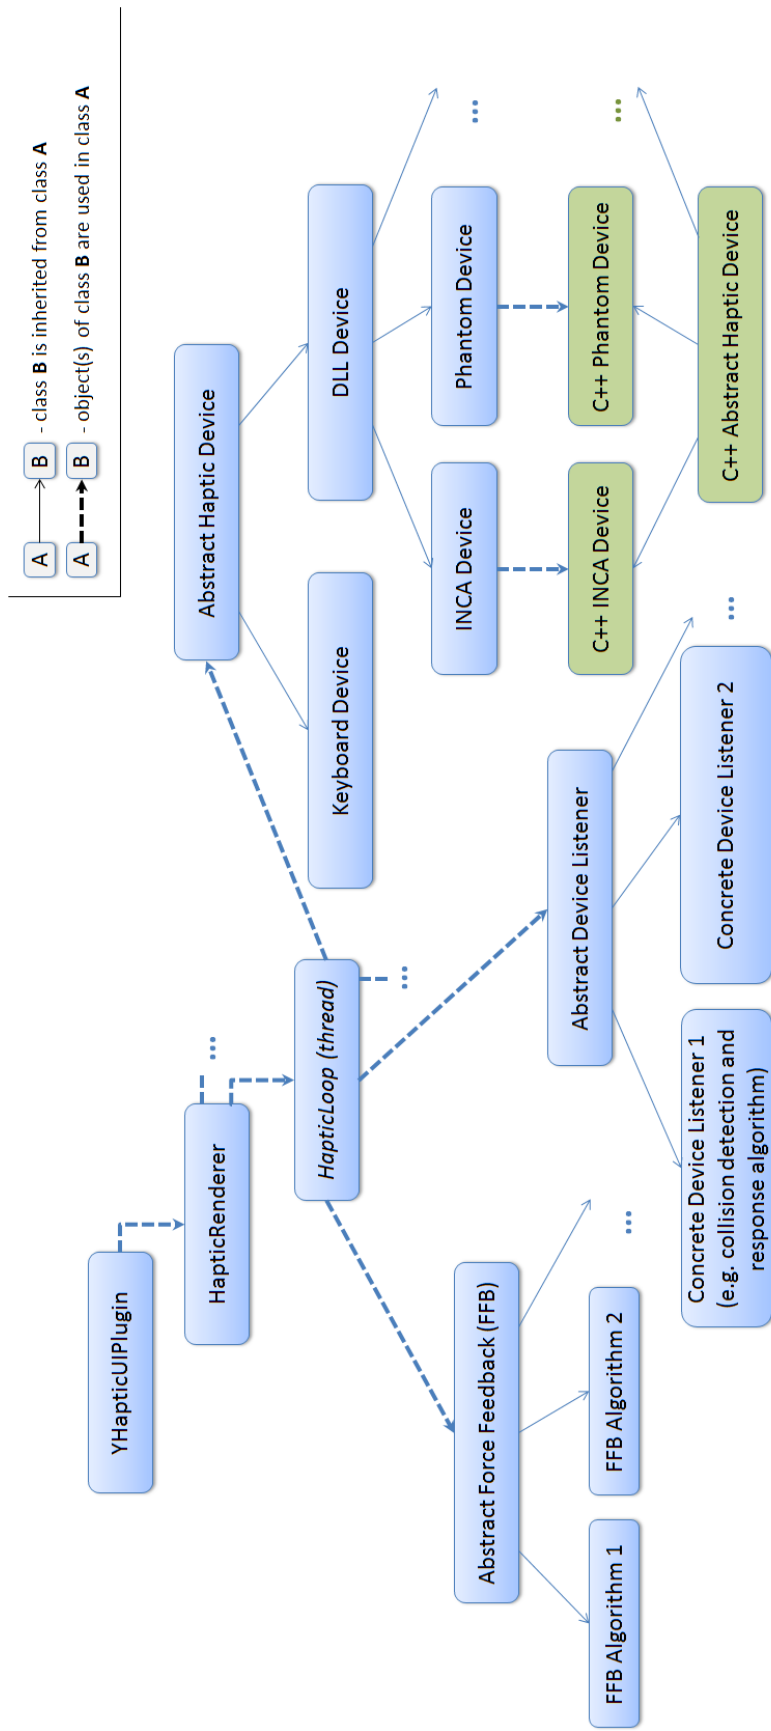 A
B
- class B is inherited from class A
A
B
- object(s) of class B are used in class A
YHapticUIPlugin
HapticRenderer
...
HapticLoop (thread)
...
Abstract Haptic Device
Keyboard Device
DLL Device
INCA Device
Phantom Device
...
C++ INCA Device
C++ Phantom Device
...
C++ Abstract Haptic Device
Abstract Force Feedback (FFB)
FFB Algorithm 1
FFB Algorithm 2
...
Abstract Device Listener
Concrete Device Listener 1
(e.g. collision detection and
response algorithm)
Concrete Device Listener 2
...